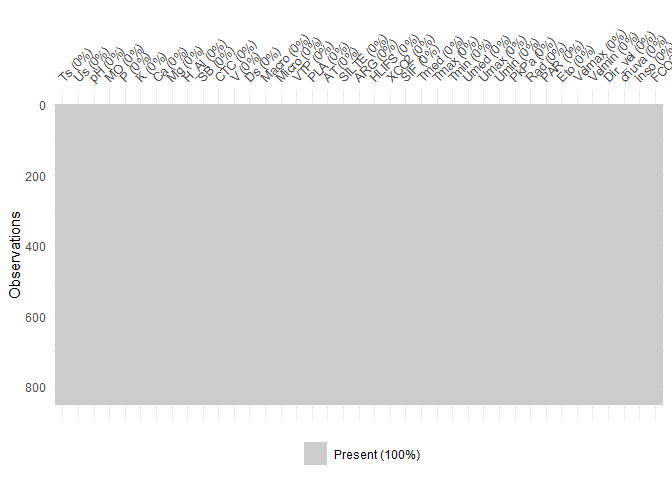 Ts (0%)
Us (0%)
pH (0%)
MO (0%)
P (0%)
K (0%)
Ca (0%)
Mg (0%)
H_Al (0%)
SB (0%)
CTC (0%)
V (0%)
Ds (0%)
Macro (0%)
Micro (0%)
VTP (0%)
PLA (0%)
AT (0%)
SILTE (0%)
ARG (0%)
HLIFS (0%)
XCO2 (0%)
SIF (0%)
Tmed (0%)
Tmax (0%)
Tmin (0%)
Umed (0%)
Umax (0%)
Umin (0%)
PkPa (0%)
Rad (0%)
PAR (0%)
Eto (0%)
Velmax (0%)
Velmin (0%)
Dir_vel (0%)
chuva (0%)
inso (0%)
0
200
400
600
800
Observations
Present (100%)